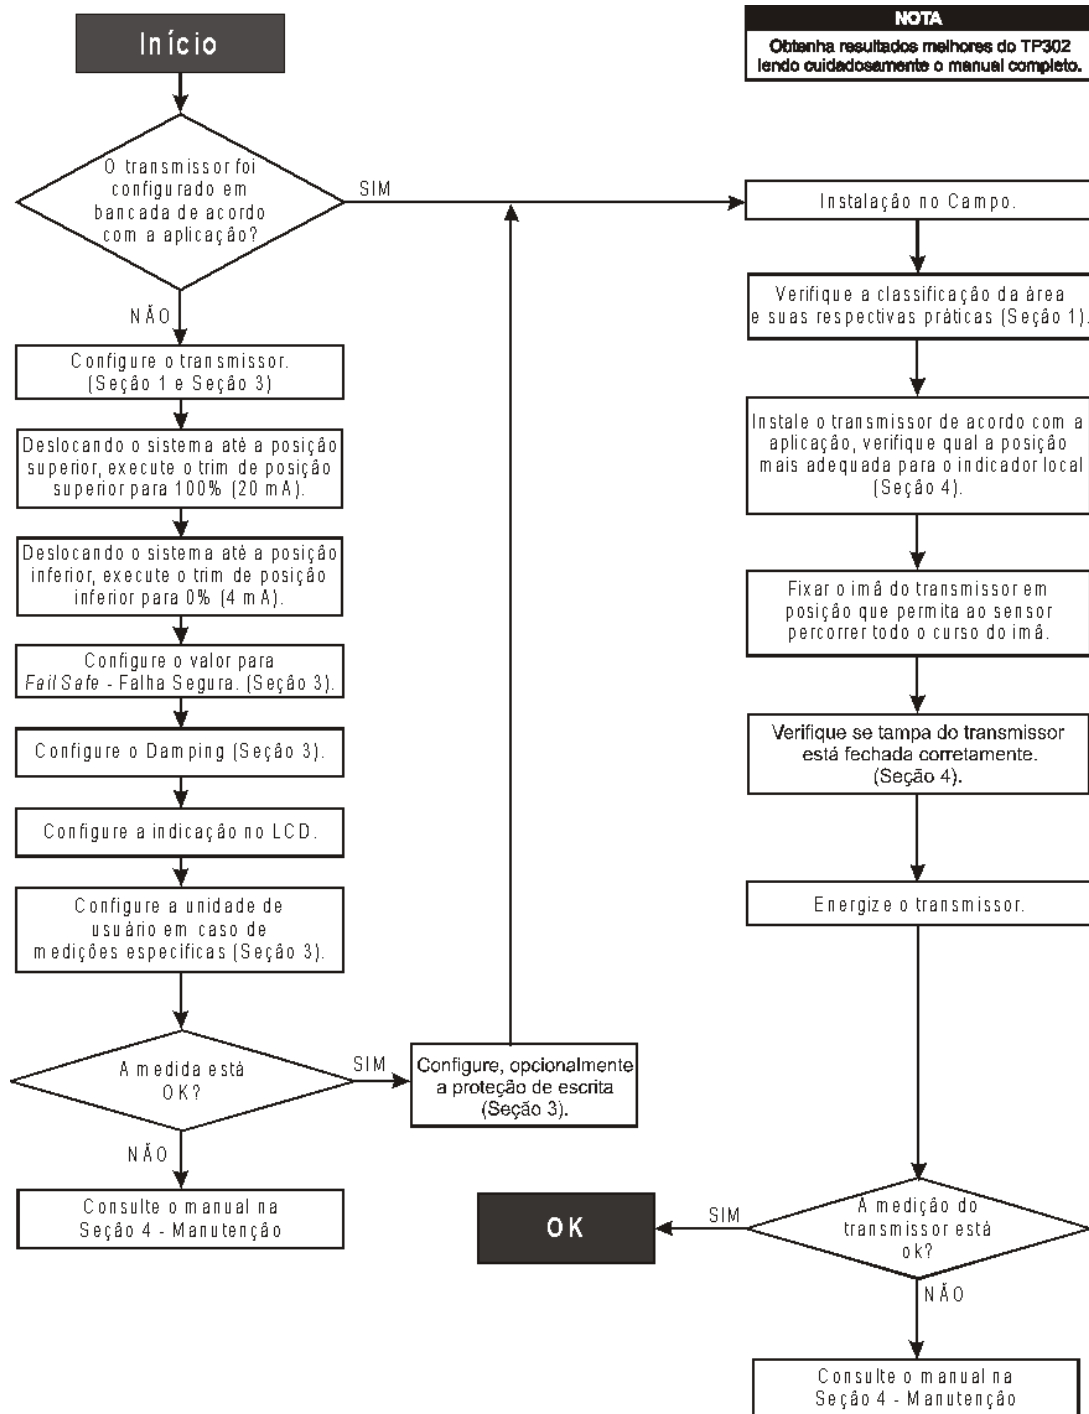 Início
NOTA
Obtenha resultados melhores do TP302
lendo cuidadosamente o manual completo.
O transmissor foi
configurado em
bancada de acordo
com a aplicação?
SIM
NÃO
Configure o transmissor.
(Seção 1 e Seção 3)
Deslocando o sistema até a posição
superior, execute o trim de posição
superior para 100% (20 mA).
Deslocando o sistema até a posição
inferior, execute o trim de posição
inferior para 0% (4 mA).
Configure o valor para
Fail Safe - Falha Segura. (Seção 3).
Configure o Damping (Seção 3).
Configure a indicação no LCD.
Configure a unidade de
usuário em caso de
medições específicas (Seção 3).
A medida está
OK?
SIM
Configure, opcionalmente
a proteção de escrita
(Seção 3).
NÃO
Consulte o manual na
Seção 4 - Manutenção
Instalação no Campo.
Verifique a classificação da área
e suas respectivas práticas (Seção 1).
Instale o transmissor de acordo com a
aplicação, verifique qual a posição
mais adequada para o indicador local
(Seção 4).
Fixar o imã do transmissor em
posição que permita ao sensor
percorrer todo o curso do imã.
Verifique se tampa do transmissor
está fechada corretamente.
(Seção 4).
Energize o transmissor.
A medição do
transmissor está
ok?
SIM
OK
NÃO
Consulte o manual na
Seção 4 - Manutenção